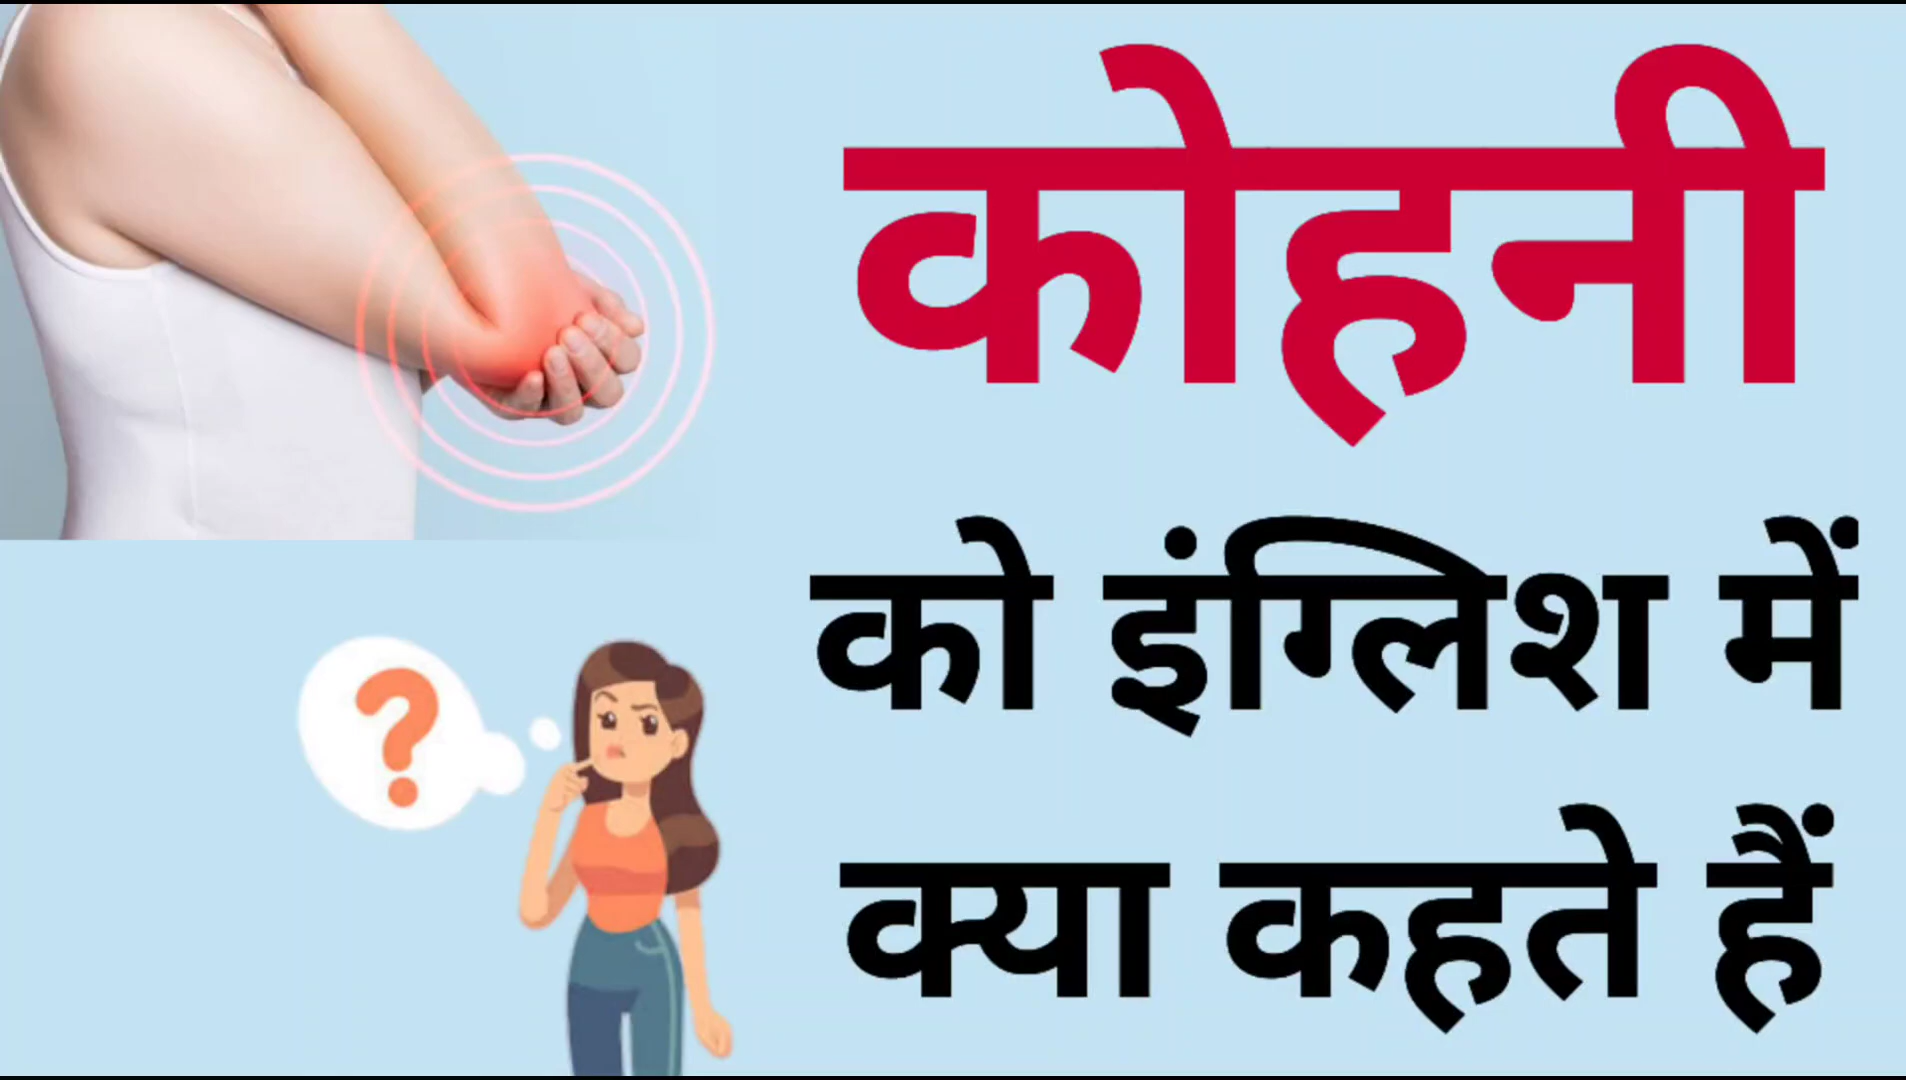 कोहनी
को इंग्लिश में
क्या कहते हैं
?